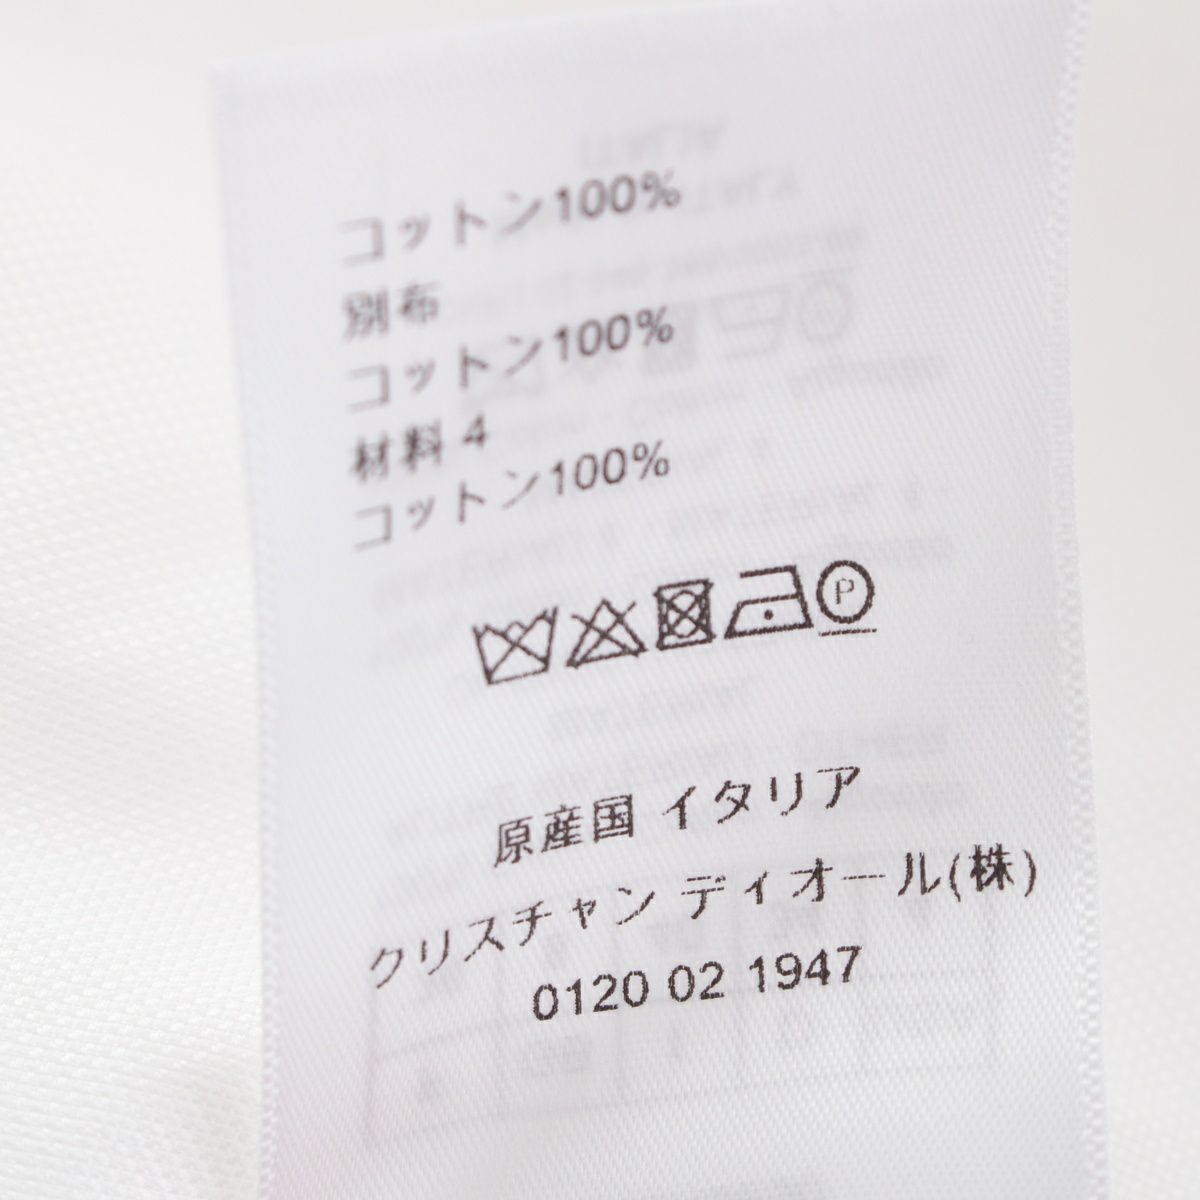 コットン100%
別布
コットン100%
材料 4
コットン100%
P
原産国 イタリア
クリスチャン ディオール(株)
0120 02 1947